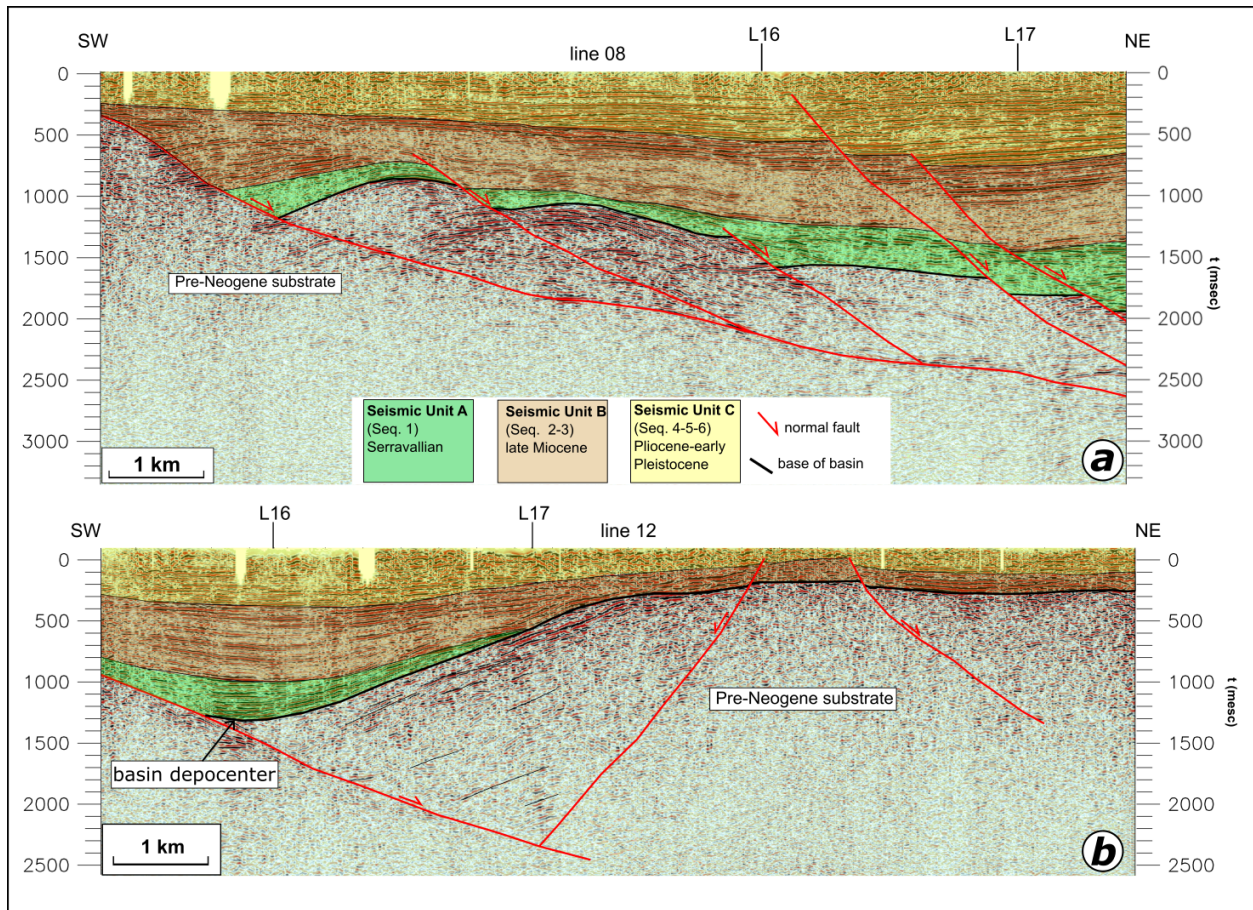 SW
line 08
L16
L17
NE
0
500
1000
1500
2000
2500
3000
0
500
1000
1500
2000
2500
3000
t (msec)
Pre-Neogene substrate
Seismic Unit A
(Seq. 1)
Serravallian
Seismic Unit B
(Seq. 2-3)
late Miocene
Seismic Unit C
(Seq. 4-5-6)
Pliocene-early
Pleistocene
normal fault
base of basin
1 km
a
SW
L16
L17
line 12
NE
0
500
1000
1500
2000
2500
0
500
1000
1500
2000
2500
t (mesc)
Pre-Neogene substrate
basin depocenter
1 km
b